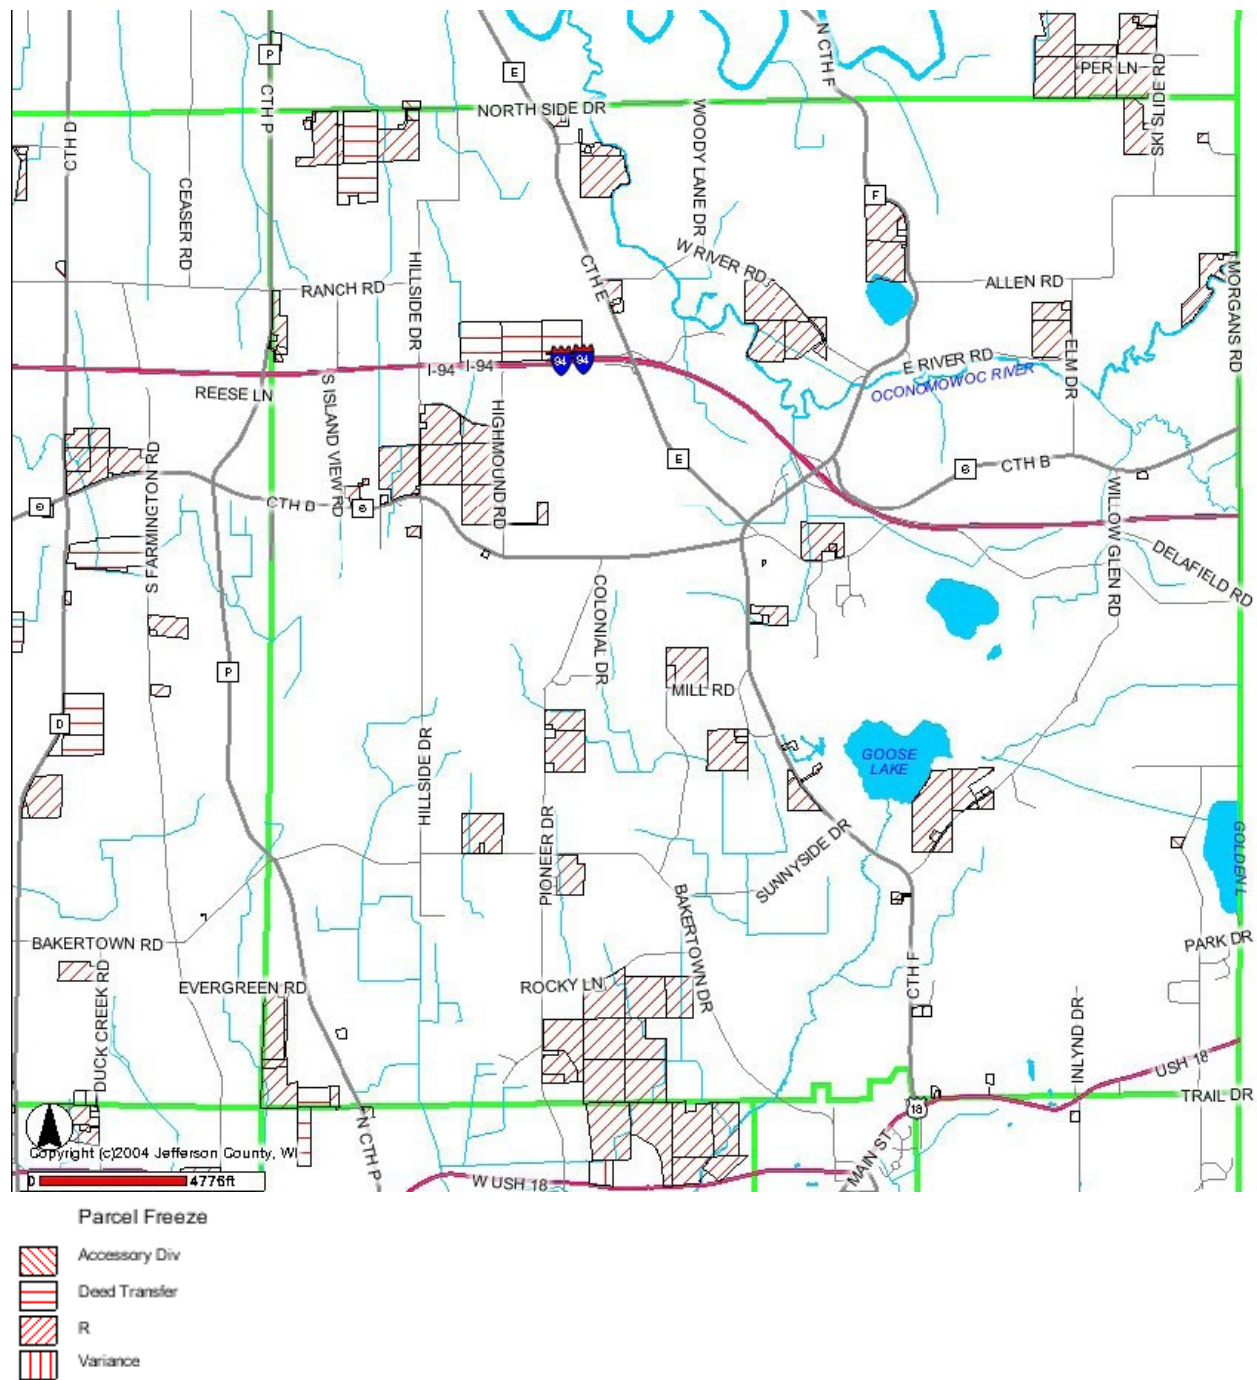 N CTH F
P
E
PER LN
CTH P
NORTH SIDE DR
WOODY LANE DR
SKI SLIDE RD
CTH D
CEASER RD
F
W RIVER RD
HILLSIDE DR
CTH E
RANCH RD
ALLEN RD
MORGANS RD
94
94
I-94
I-94
E RIVER RD
ELM DR
OCONOMOWOC RIVER
REESE LN
S ISLAND VIEW RD
HIGHMOUND RD
S FARMINGTON RD
E
CTH B
CTH D
WILLOW GLEN RD
DELAFIELD RD
COLONIAL DR
P
MILL RD
D
HILLSIDE DR
GOOSE
LAKE
PIONEER DR
SUNNYSIDE DR
GOLDEN L
BAKERTOWN DR
BAKERTOWN RD
PARK DR
DUCK CREEK RD
EVERGREEN RD
ROCKY LN
CTH F
INLYND DR
USH 18
TRAIL DR
18
N CTH P
MAIN ST
Copyright (c)2004 Jefferson County, WI
W USH 18
0
4776ft
Parcel Freeze
Accessory Div
Deed Transfer
R
Variance